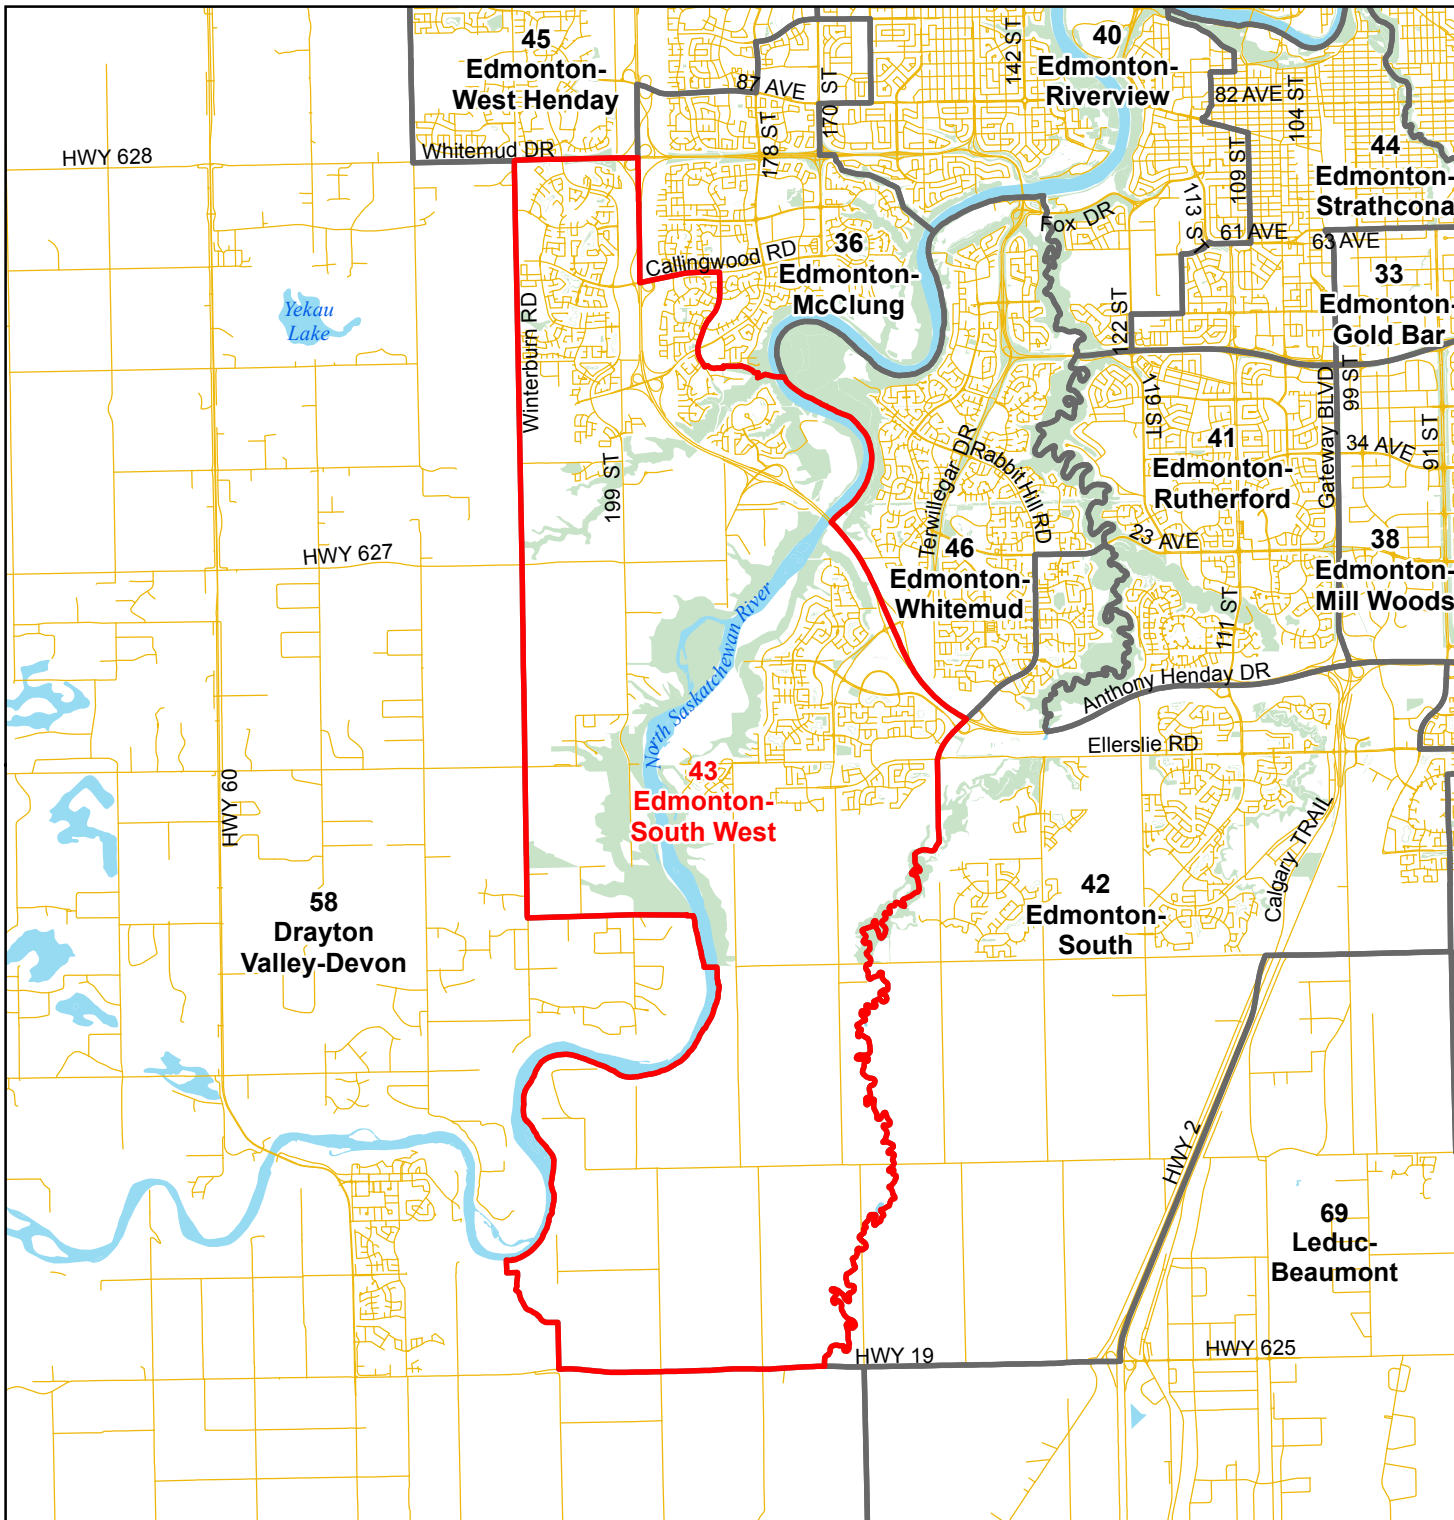 45
Edmonton-
West Henday
40
Edmonton-
Riverview
142 ST
87 AVE
170 ST
178 ST
82 AVE
104 ST
109 ST
44
Edmonton-
Strathcona
HWY 628
Whitemud DR
113 ST
Fox DR
61 AVE
63 AVE
36
Edmonton-
McClung
Callingwood RD
33
Edmonton-
Gold Bar
Yekau
Lake
Winterburn RD
122 ST
119 ST
Gateway BLVD
99 ST
91 ST
34 AVE
41
Edmonton-
Rutherford
199 ST
Terwillegar DR
Rabbit Hill RD
23 AVE
46
Edmonton-
Whitemud
38
Edmonton-
Mill Woods
HWY 627
111 ST
North Saskatchewan River
Anthony Henday DR
Ellerslie RD
43
Edmonton-
South West
HWY 60
Calgary TRAIL
58
Drayton
Valley-Devon
42
Edmonton-
South
HWY 2
69
Leduc-
Beaumont
HWY 19
HWY 625